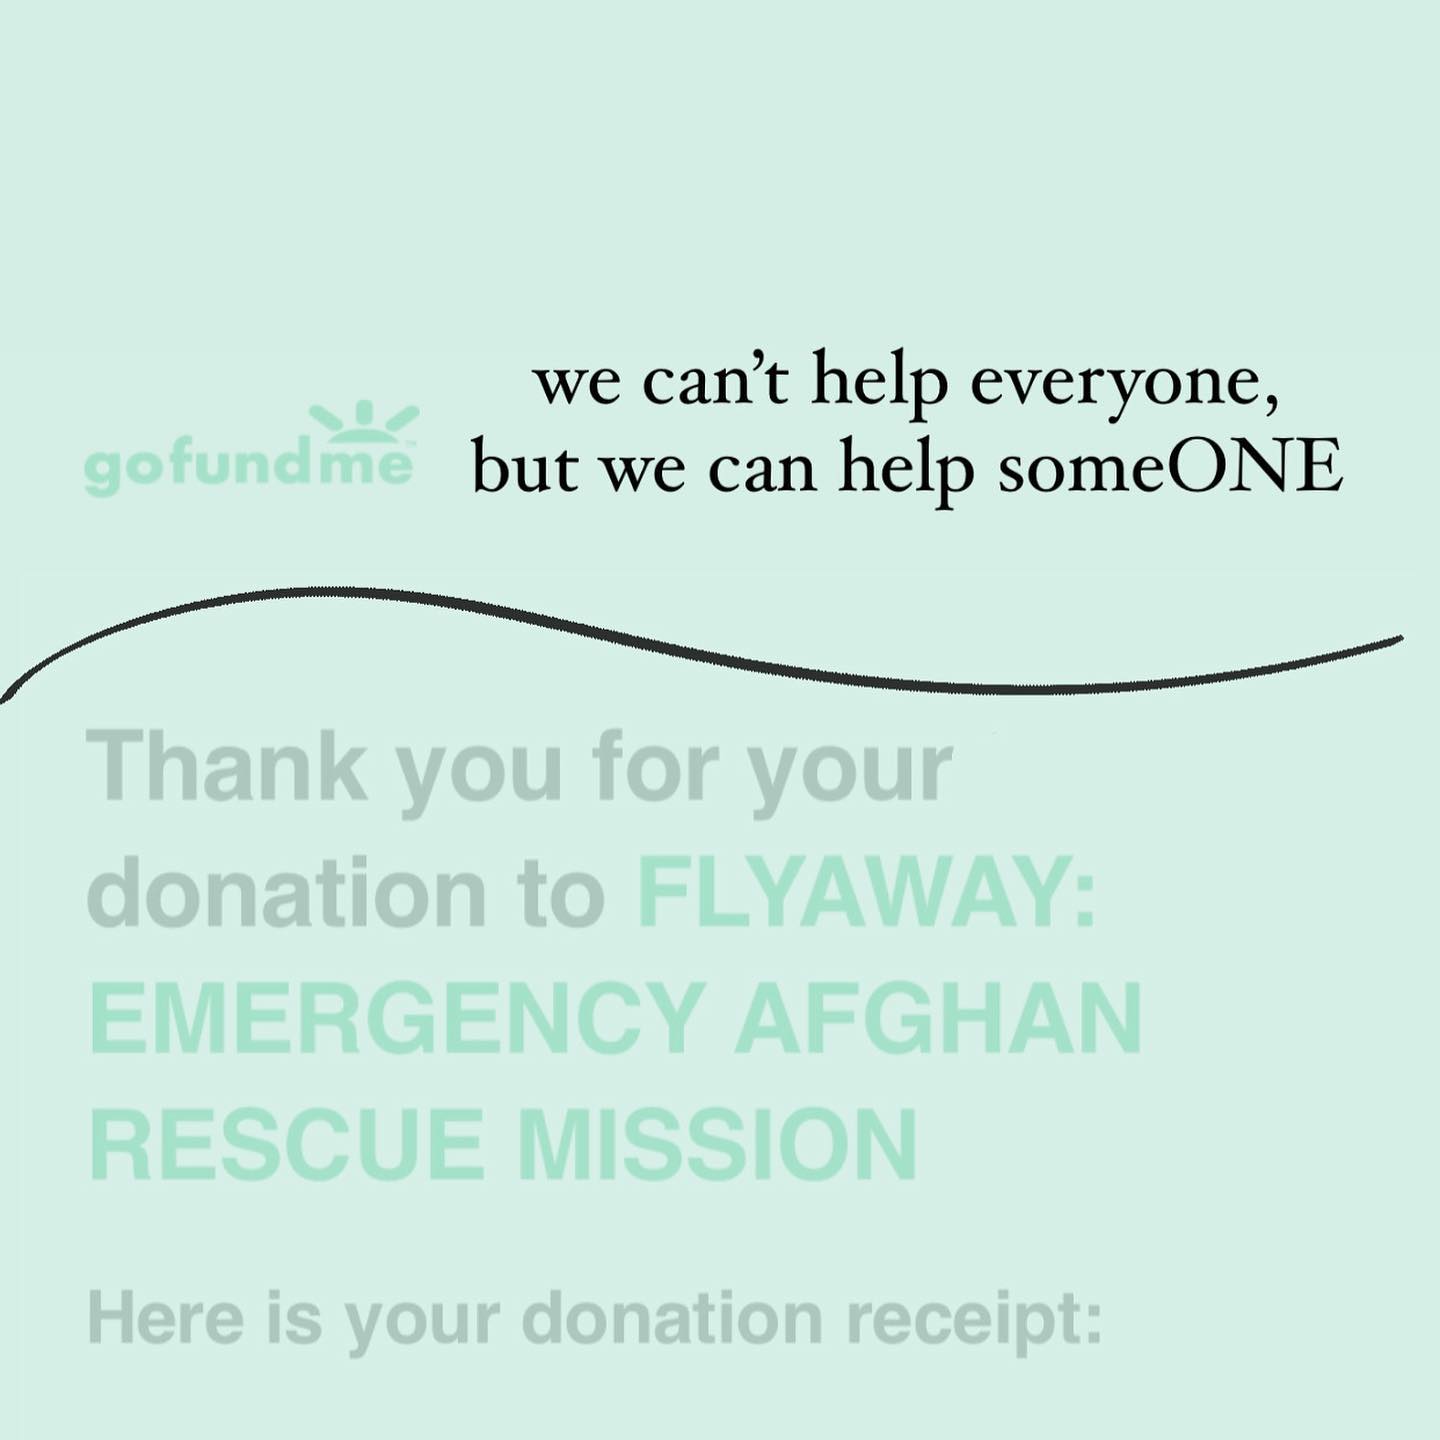 we can’t help everyone,
but we can help someONE
gofundme™
Thank you for your
donation to FLYAWAY:
EMERGENCY AFGHAN
RESCUE MISSION
Here is your donation receipt: